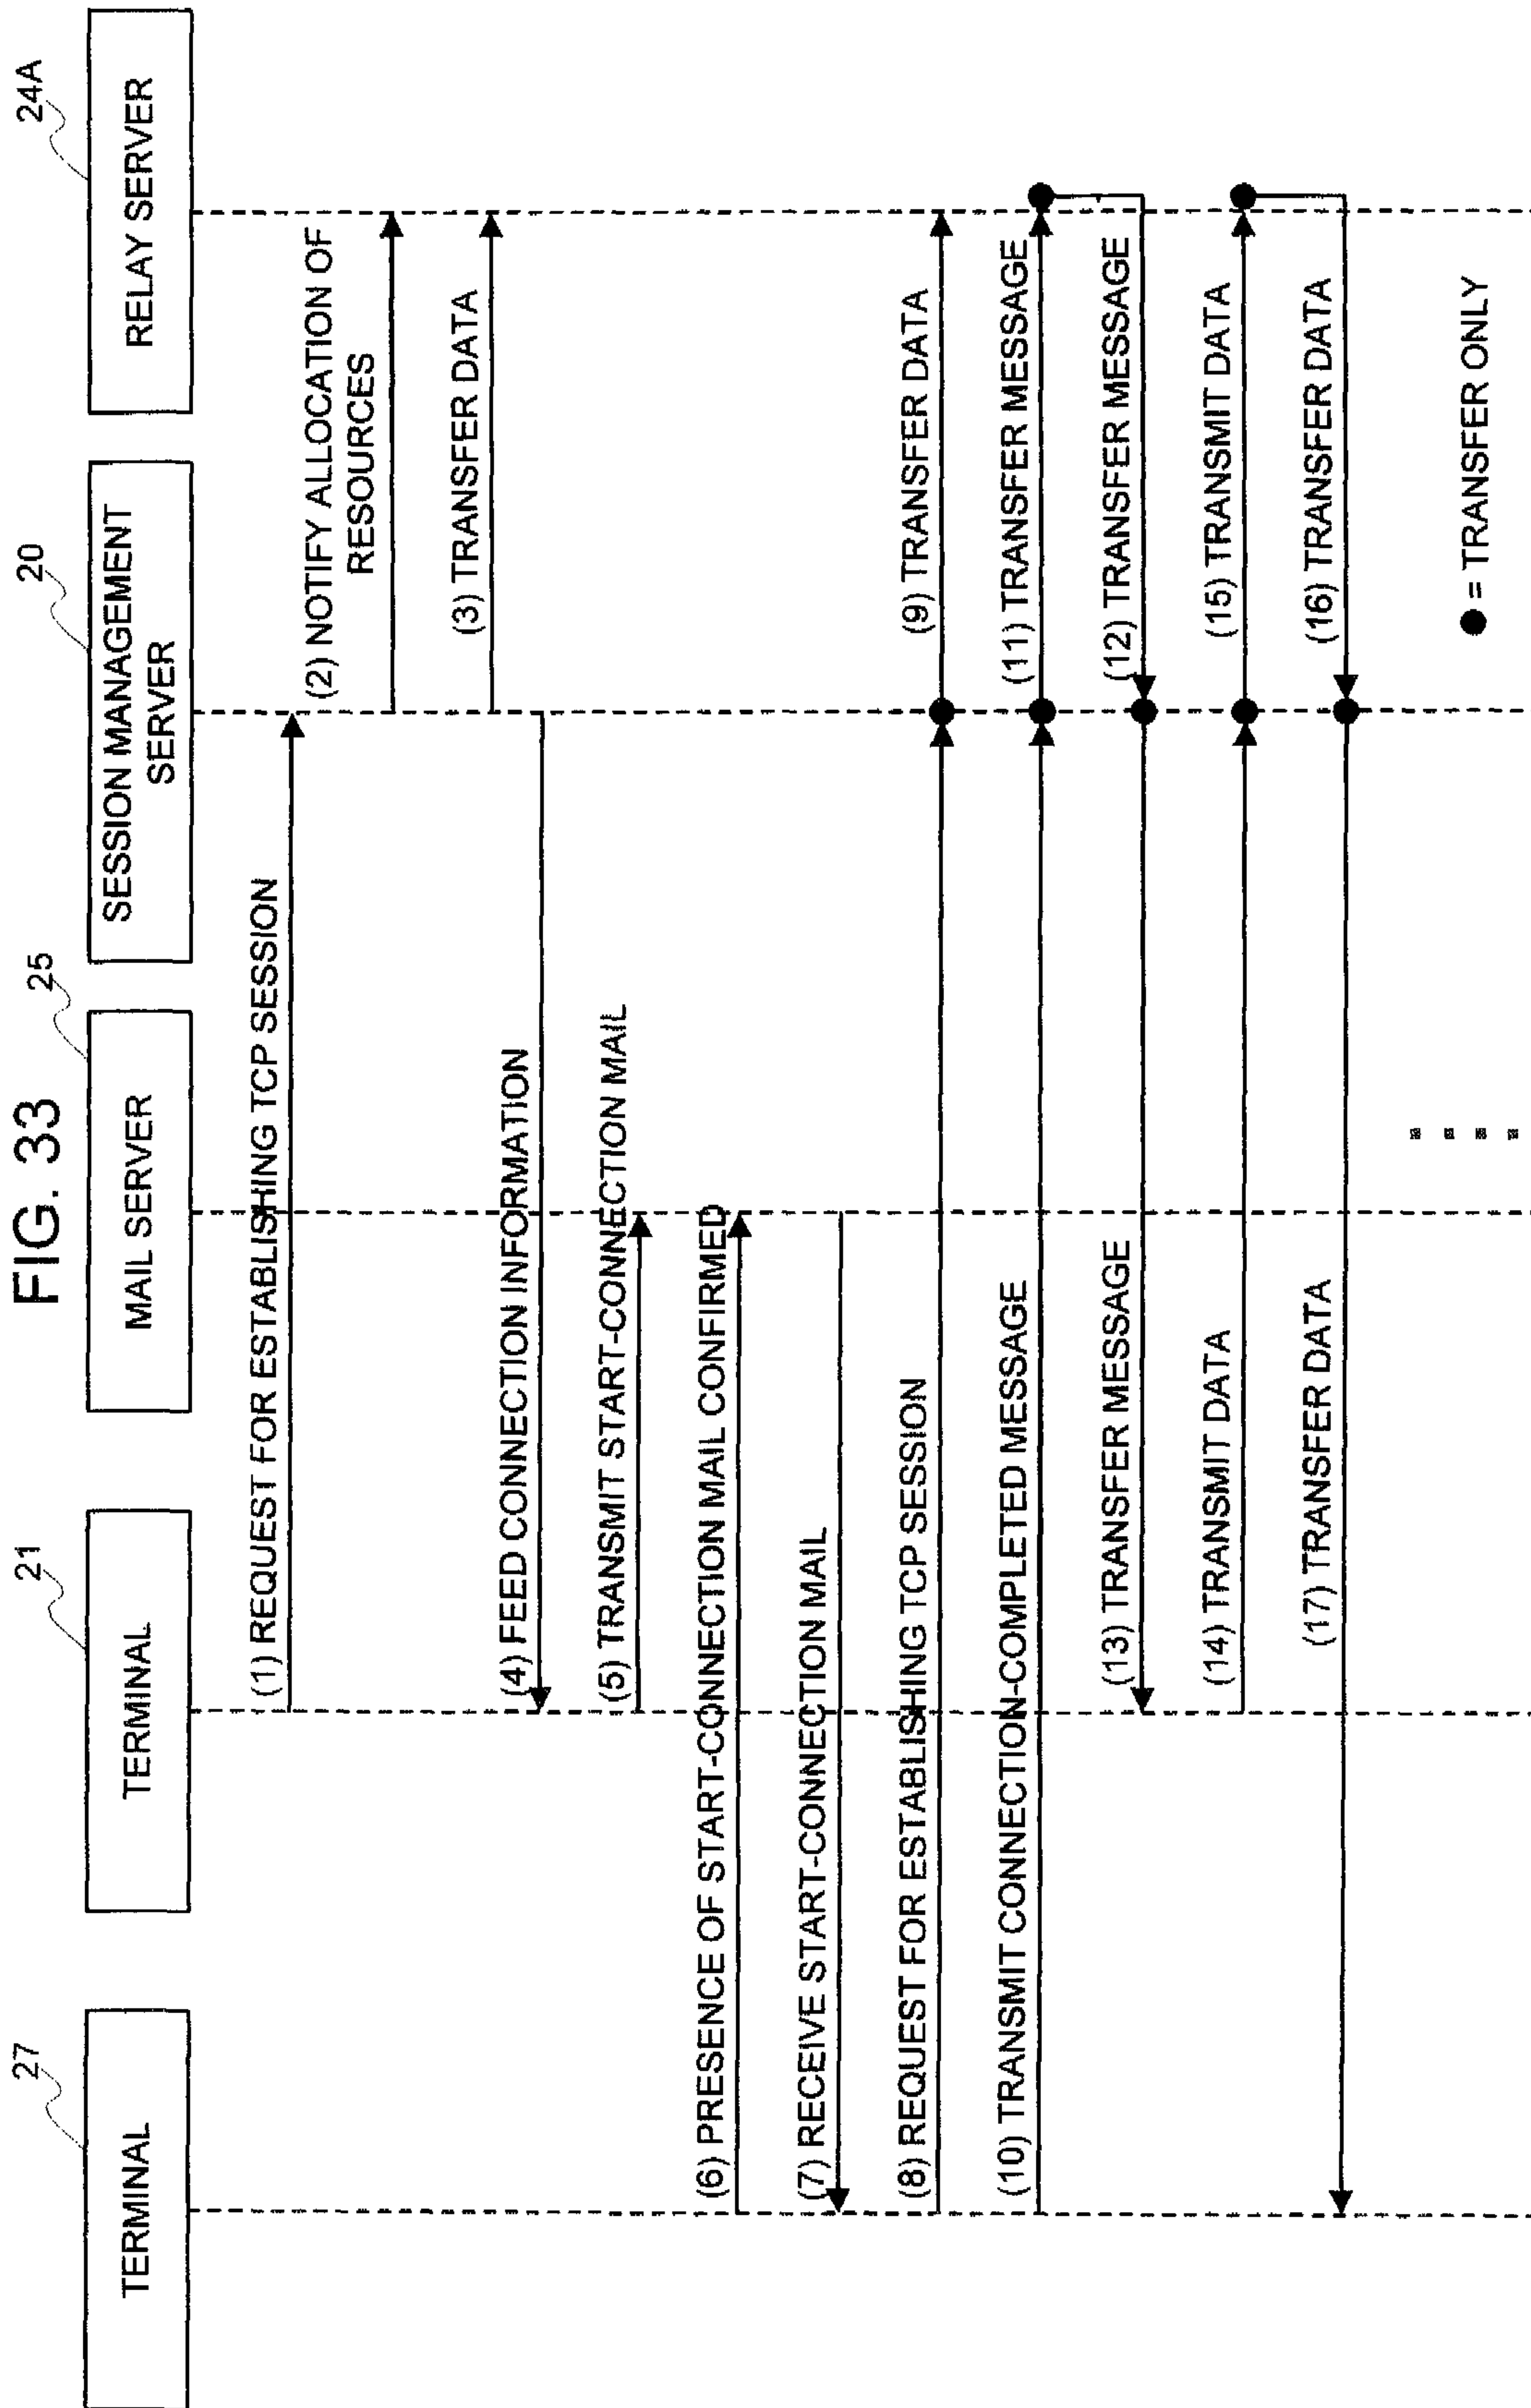 FIG. 33
27
21
25
20
24A
TERMINAL
TERMINAL
MAIL SERVER
SESSION MANAGEMENT
SERVER
RELAY SERVER
(1) REQUEST FOR ESTABLISHING TCP SESSION
(2) NOTIFY ALLOCATION OF
RESOURCES
(3) TRANSFER DATA
(4) FEED CONNECTION INFORMATION
(5) TRANSMIT START-CONNECTION MAIL
(6) PRESENCE OF START-CONNECTION MAIL CONFIRMED
(7) RECEIVE START-CONNECTION MAIL
(8) REQUEST FOR ESTABLISHING TCP SESSION
(9) TRANSFER DATA
(10) TRANSMIT CONNECTION-COMPLETED MESSAGE
(11) TRANSFER MESSAGE
(12) TRANSFER MESSAGE
(13) TRANSFER MESSAGE
(14) TRANSMIT DATA
(15) TRANSMIT DATA
(16) TRANSFER DATA
(17) TRANSFER DATA
● = TRANSFER ONLY